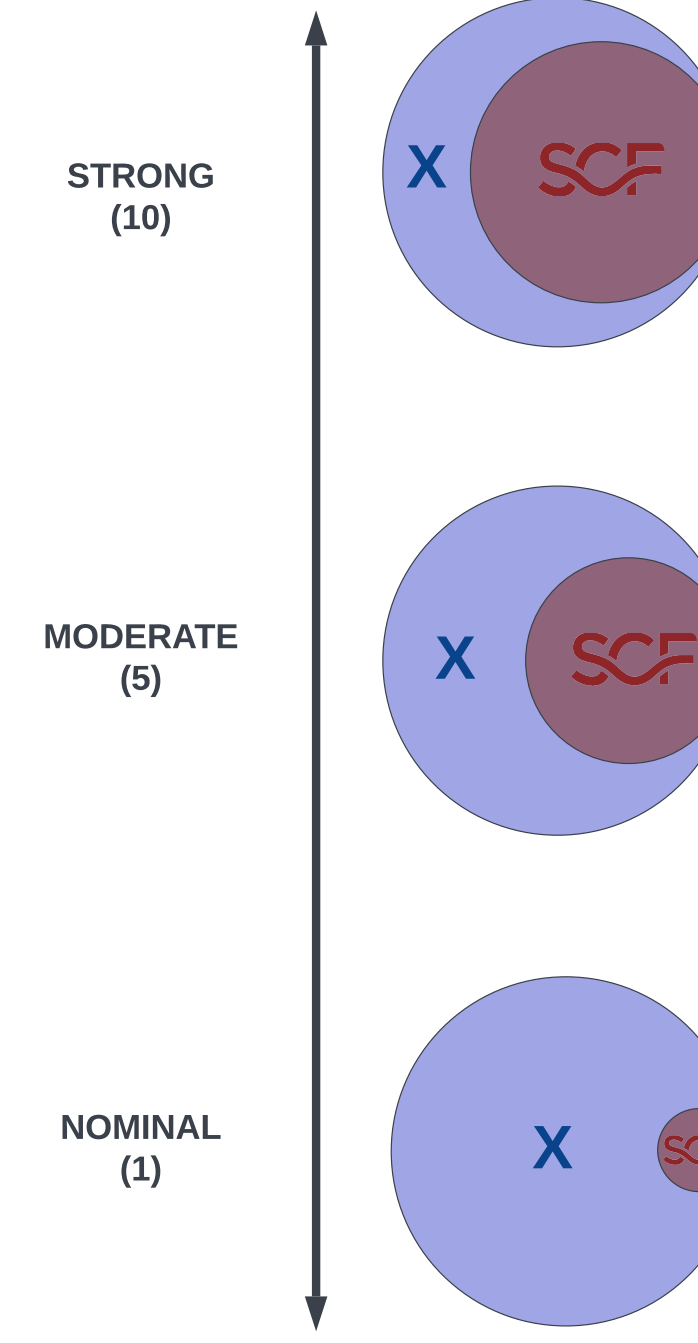 STRONG
(10)
X
SCF
MODERATE
(5)
X
SCF
NOMINAL
(1)
X